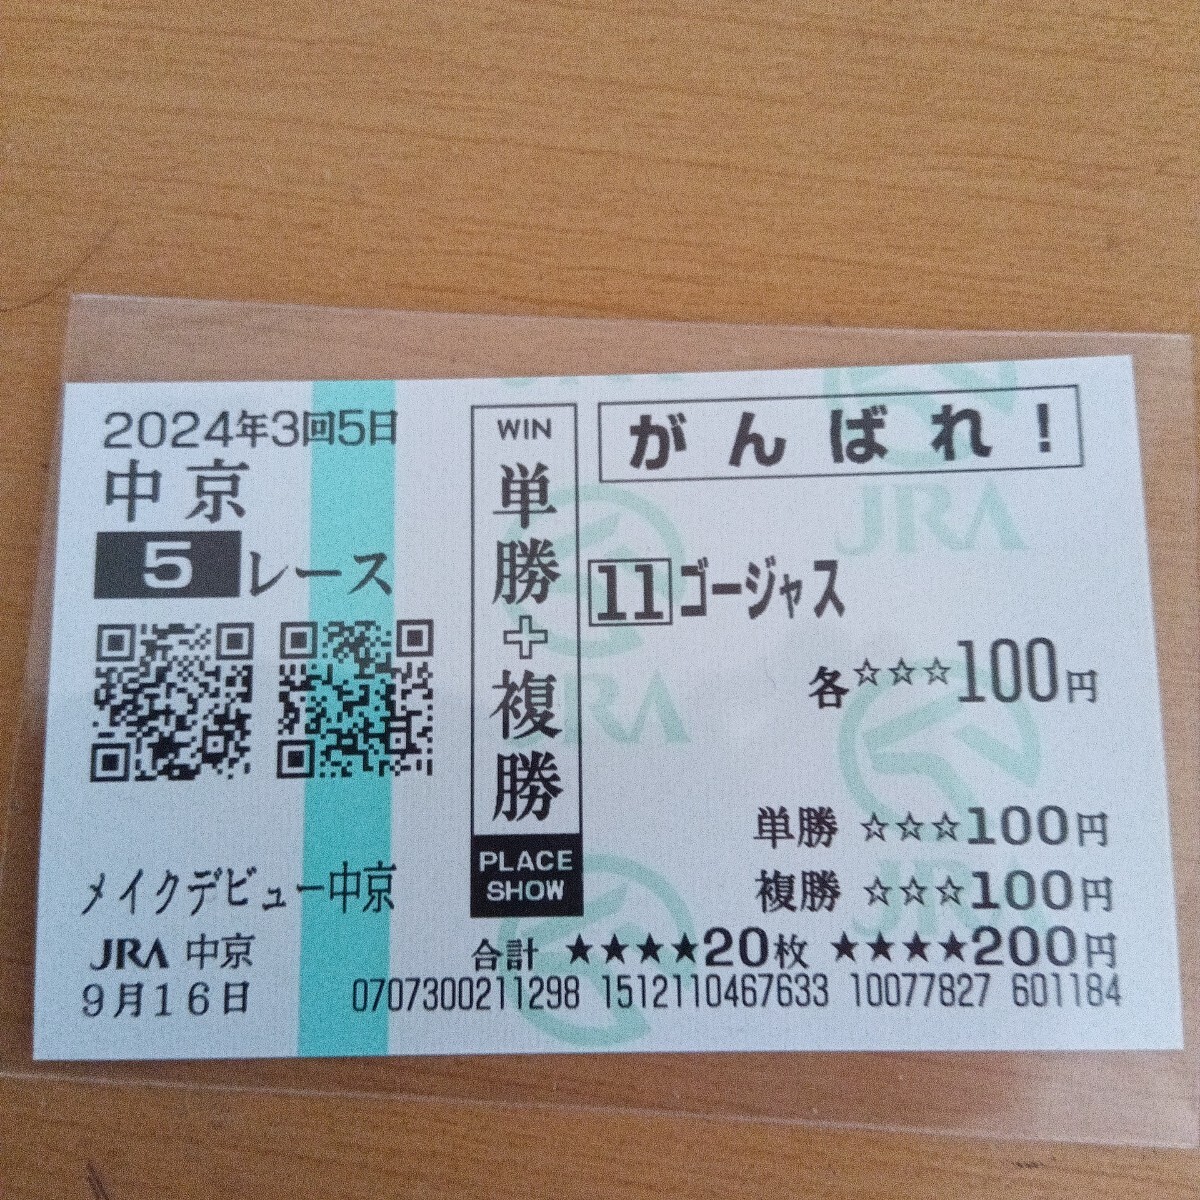 2024年3回5日
中京
5レース
メイクデビュー中京
JRA 中京
9月16日
WIN
単勝+複勝
PLACE
SHOW
がんばれ!
11ゴージャス
各☆☆☆100円
単勝 ☆☆☆100円
複勝 ☆☆☆100円
合計 ★★★★20枚 ★★★★200円
0707300211298 1512110467633 10077827 601184
JRA
JRA
JRA